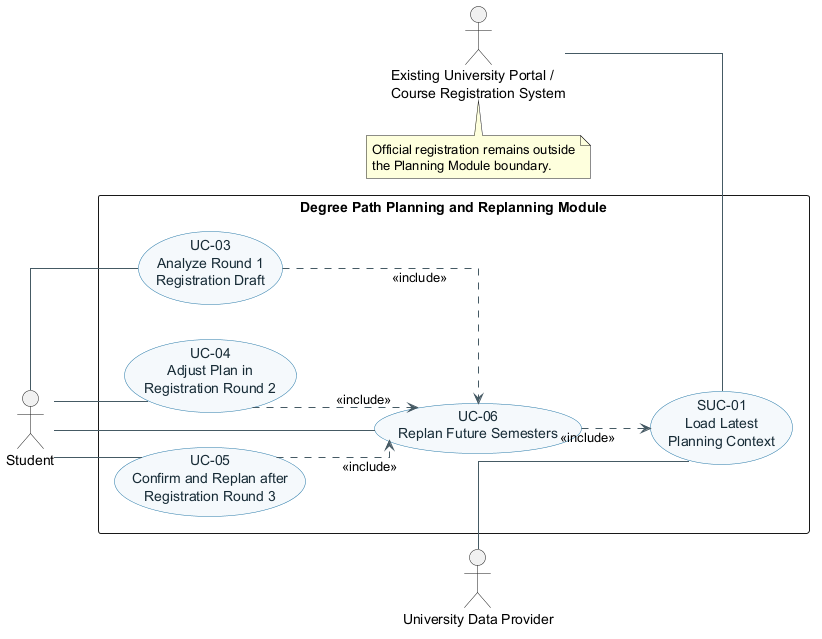 Existing University Portal /
Course Registration System
Official registration remains outside
the Planning Module boundary.
Degree Path Planning and Replanning Module
UC-03
Analyze Round 1
Registration Draft
«include»
UC-04
Adjust Plan in
Registration Round 2
«include»
UC-06
Replan Future Semesters
«include»
SUC-01
Load Latest
Planning Context
Student
UC-05
Confirm and Replan after
Registration Round 3
«include»
University Data Provider